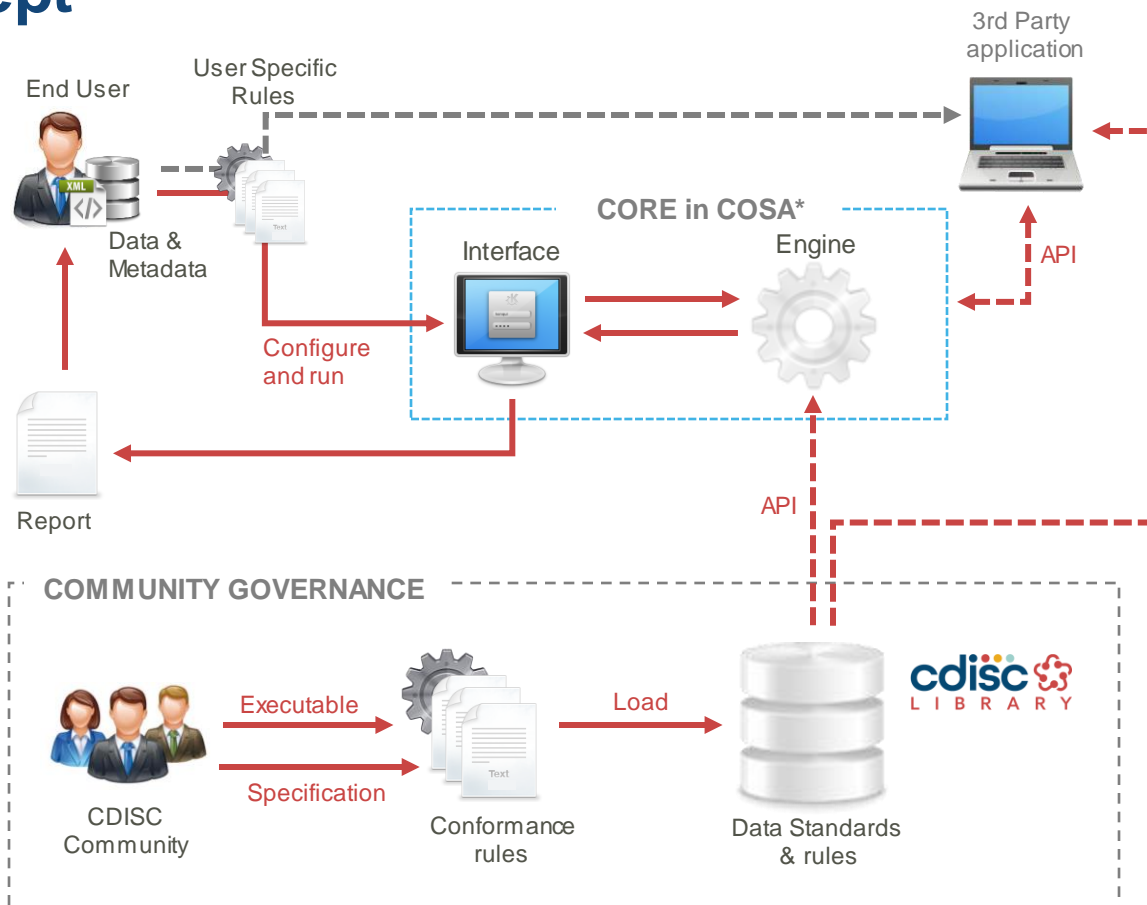 ept
3rd Party
application
User Specific
Rules
End User
XML
</>
Text
Data &
Metadata
CORE in COSA*
Interface
Engine
API
Configure
and run
Report
API
COMMUNITY GOVERNANCE
cdisc
LIBRARY
Executable
Load
Specification
Text
CDISC
Community
Conformance
rules
Data Standards
& rules